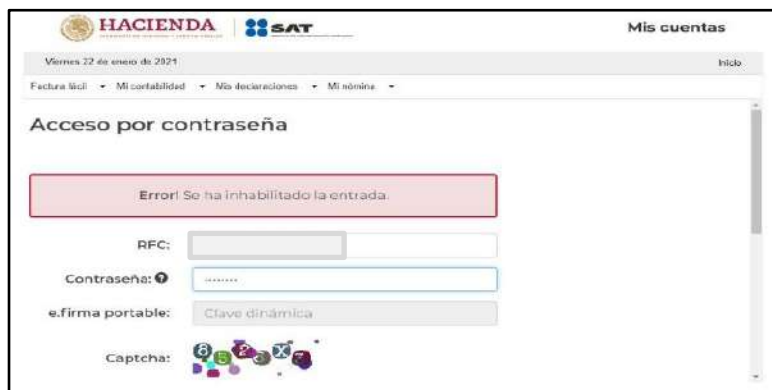 HACIENDA SAT
Mis cuentas
Viernes 22 de enero de 2021 Inicio
Factura fácil Mi contabilidad Mis declaraciones Mi nómina
Acceso por contraseña
Error! Se ha inhabilitado la entrada.
RFC:
Contraseña: ........
e.firma portable: Clave dinámica
Captcha: